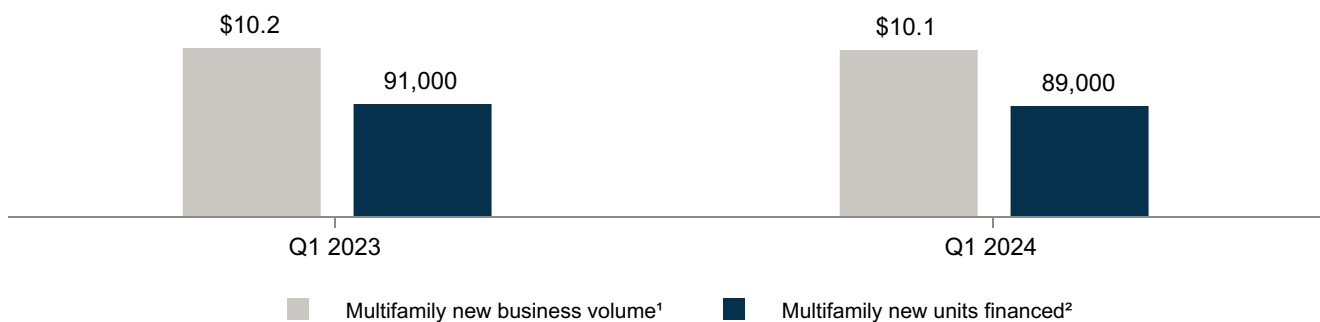 $10.2
$10.1
91,000
89,000
Q1 2023
Q1 2024
Multifamily new business volume¹
Multifamily new units financed²